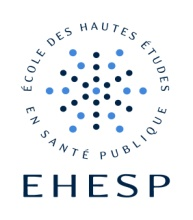 ÉCOLE DES HAUTES ÉTUDES
EN SANTÉ PUBLIQUE
EHESP